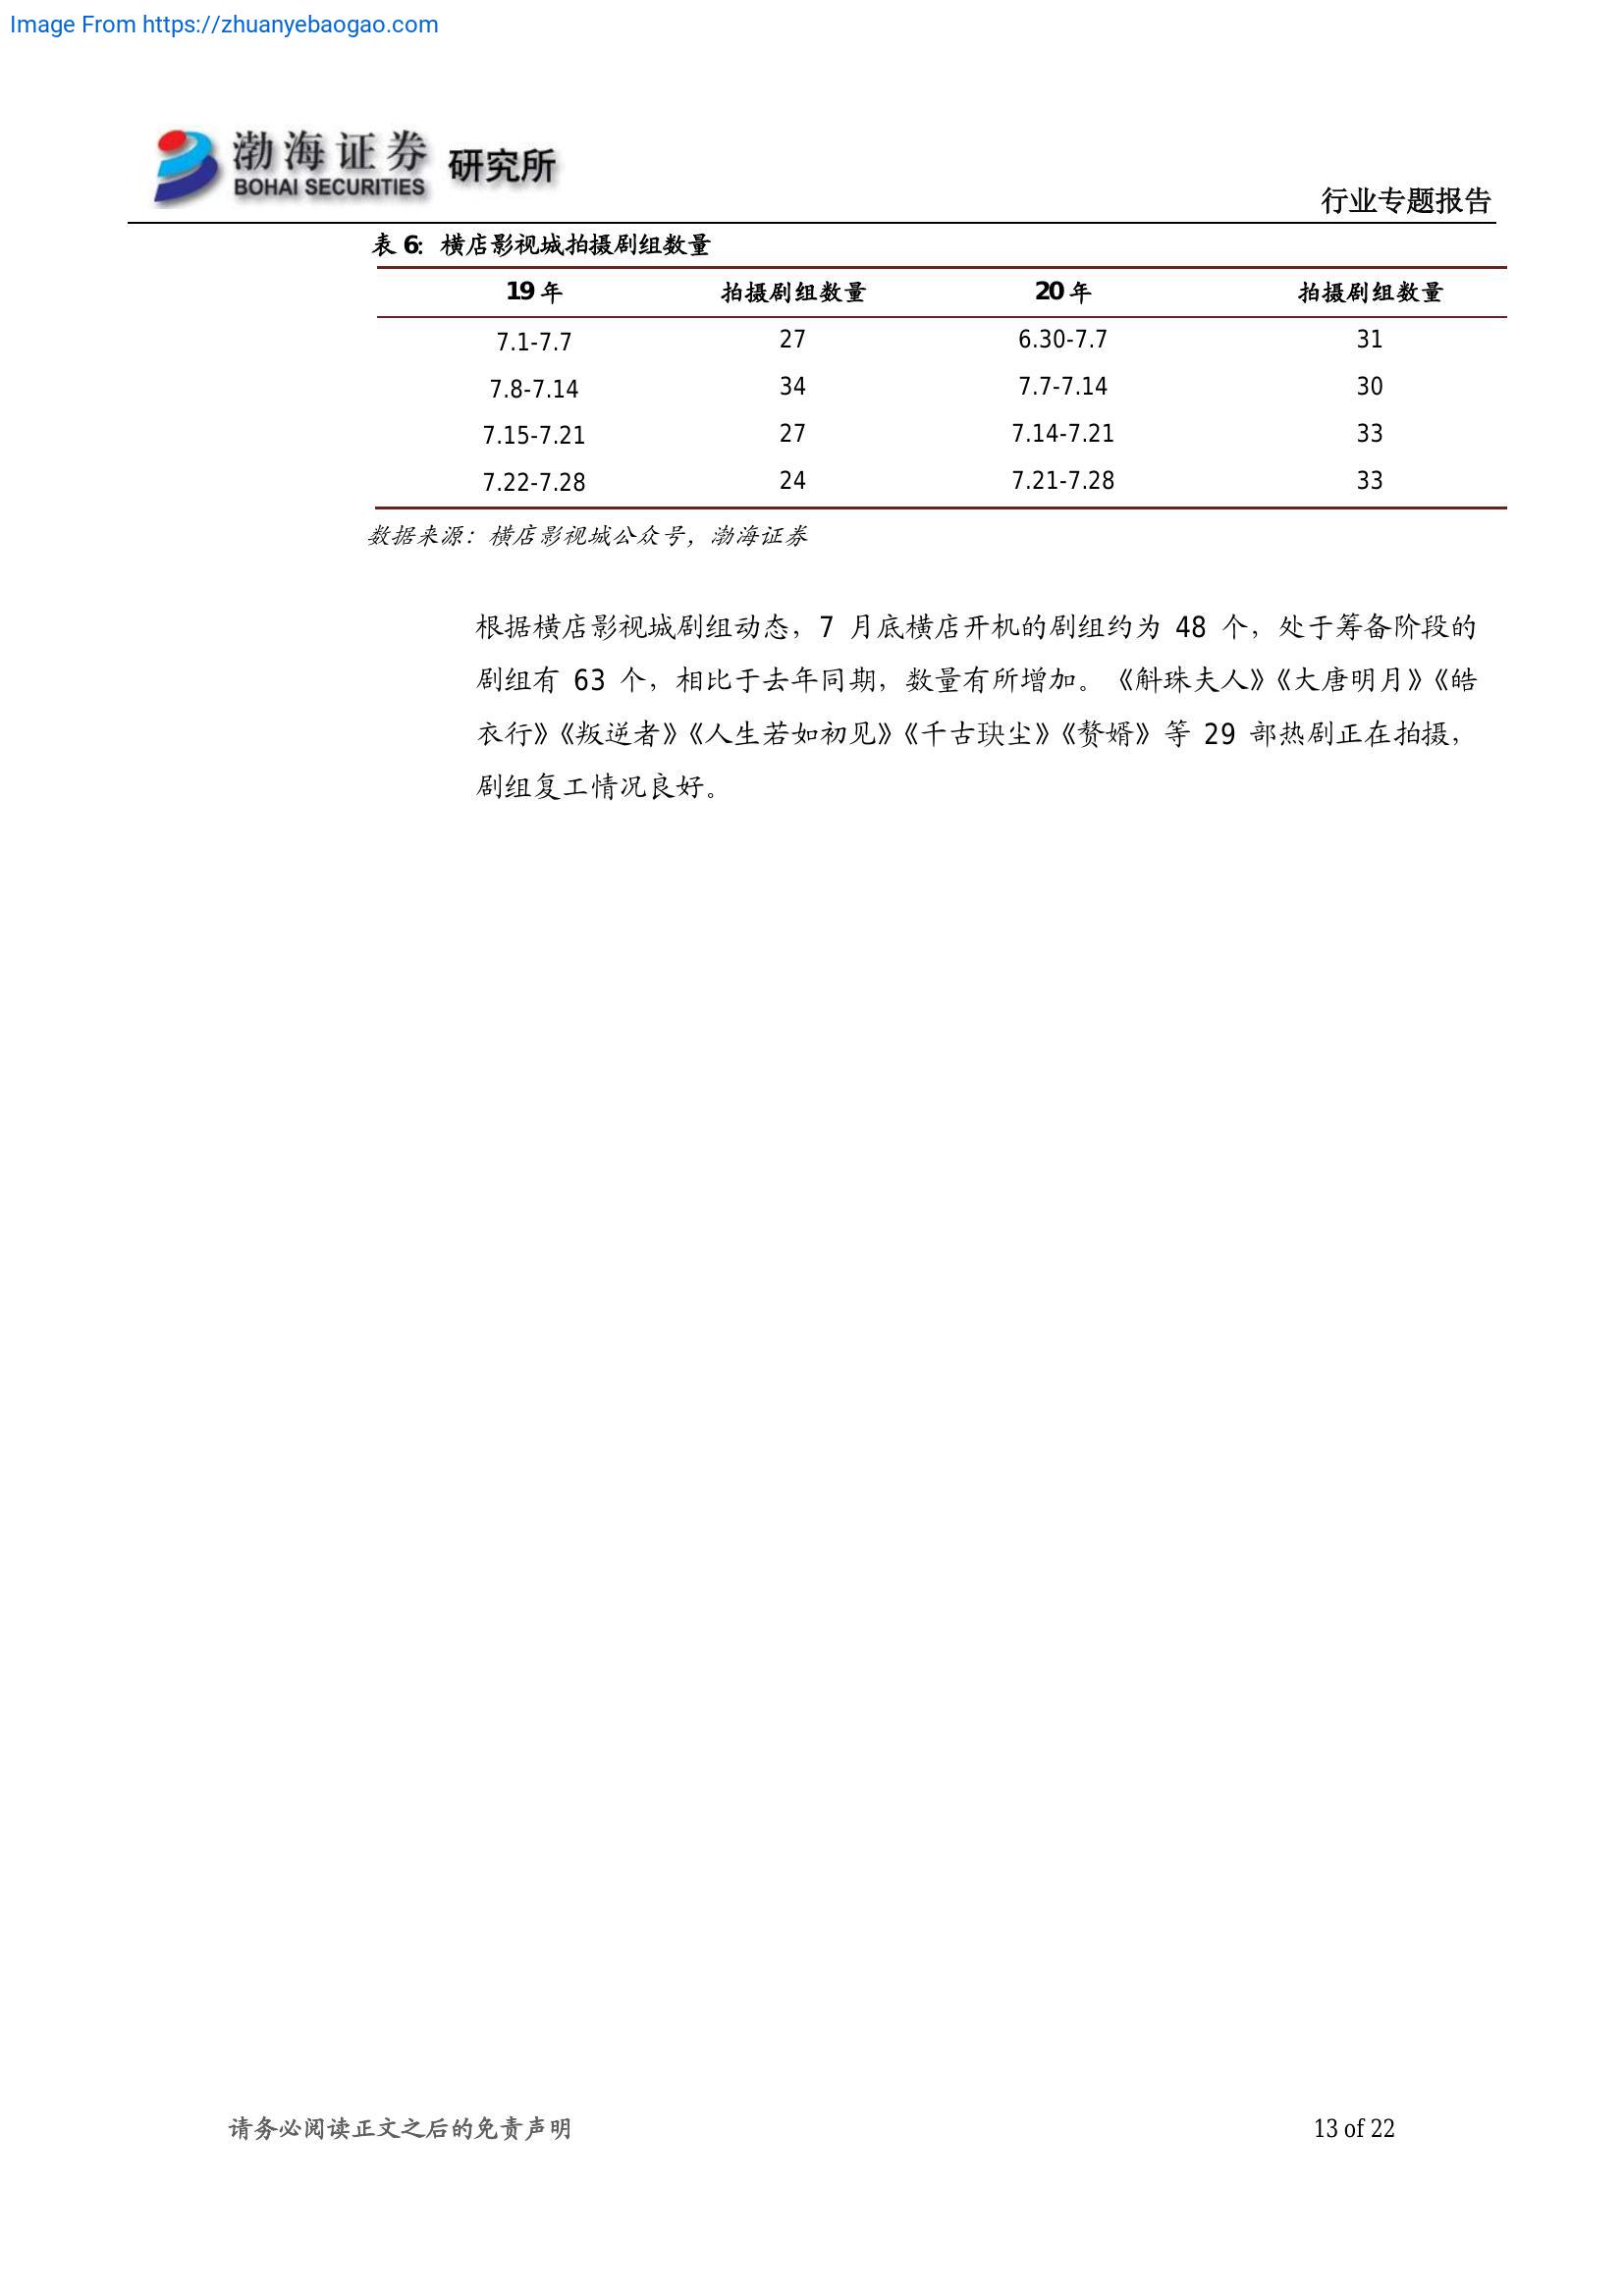 Image From https://zhuanyebaogao.com
渤海证券 研究所
BOHAI SECURITIES
行业专题报告
表 6：横店影视城拍摄剧组数量
19 年 拍摄剧组数量 20 年 拍摄剧组数量
7.1-7.7 27 6.30-7.7 31
7.8-7.14 34 7.7-7.14 30
7.15-7.21 27 7.14-7.21 33
7.22-7.28 24 7.21-7.28 33
数据来源：横店影视城公众号，渤海证券
根据横店影视城剧组动态，7 月底横店开机的剧组约为 48 个，处于筹备阶段的
剧组有 63 个，相比于去年同期，数量有所增加。《斛珠夫人》《大唐明月》《皓
衣行》《叛逆者》《人生若如初见》《千古玦尘》《赘婿》等 29 部热剧正在拍摄，
剧组复工情况良好。
请务必阅读正文之后的免责声明 13 of 22